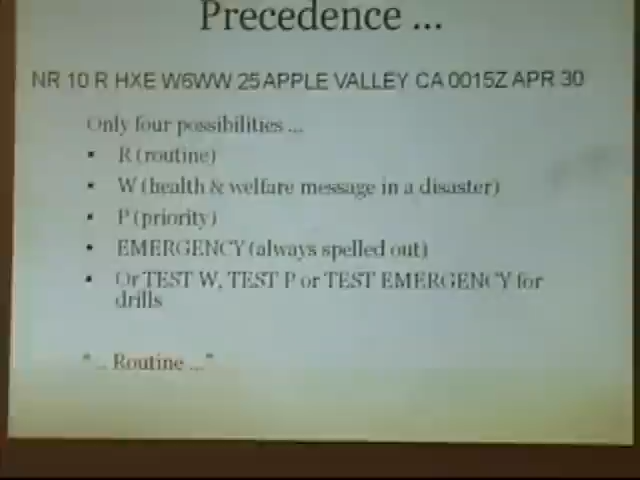 Precedence ...
NR 10 R HXE W6WW 25 APPLE VALLEY CA 0015Z APR 30
Only four possibilities ...
▪ R (routine)
▪ W (health & welfare message in a disaster)
▪ P (priority)
▪ EMERGENCY (always spelled out)
▪ Or TEST W, TEST P or TEST EMERGENCY for
drills
" ... Routine ..."